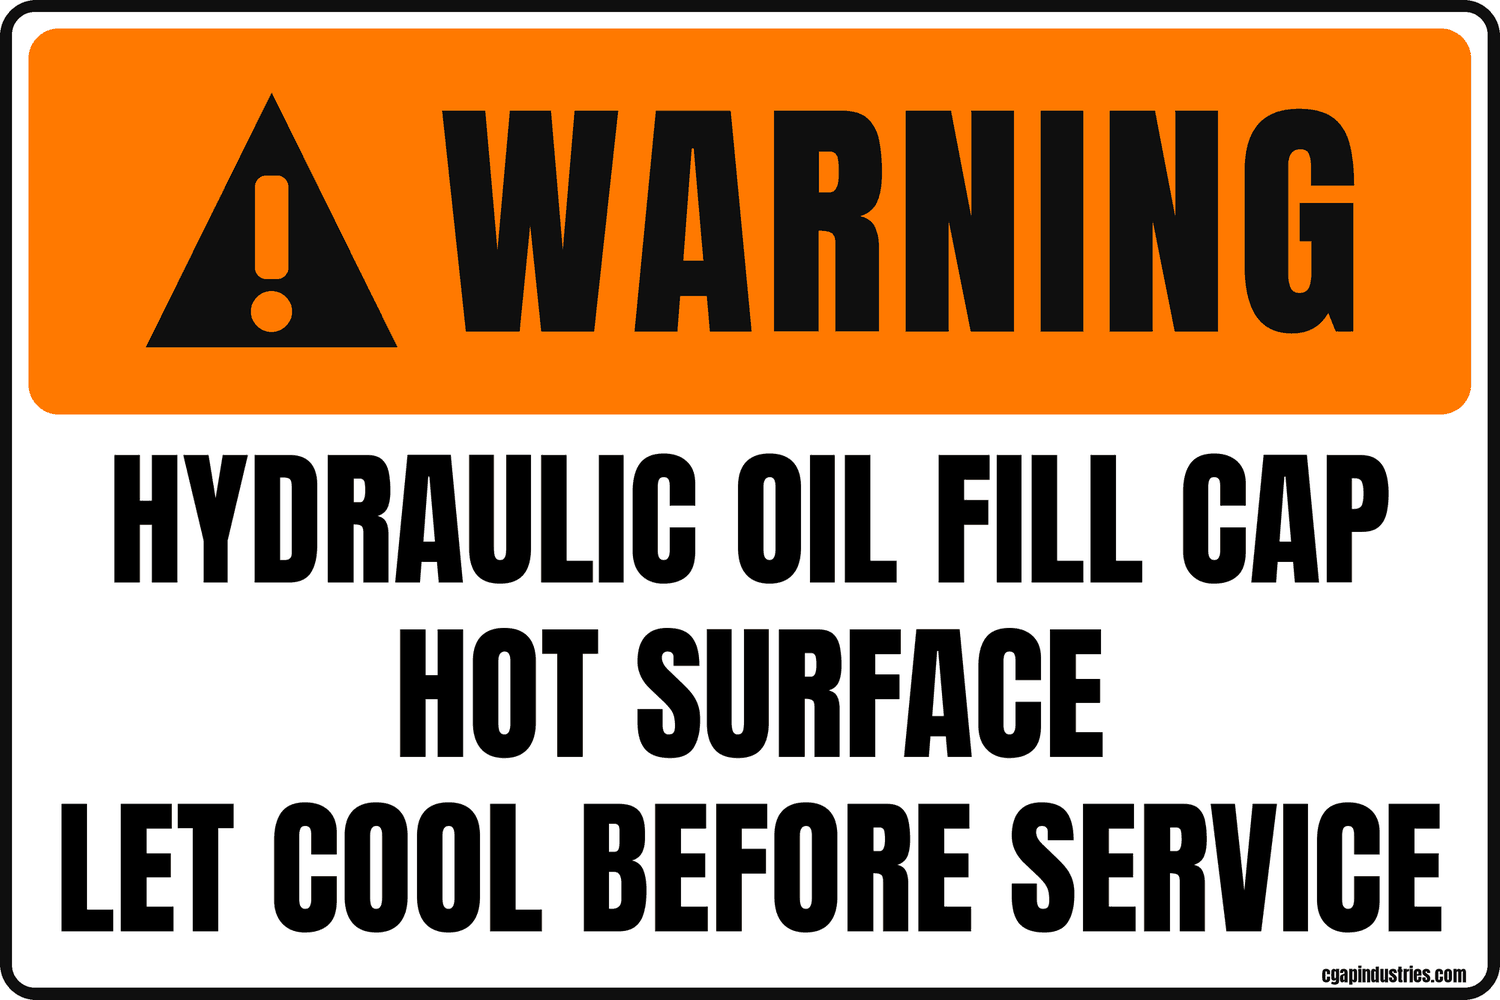 WARNING
HYDRAULIC OIL FILL CAP
HOT SURFACE
LET COOL BEFORE SERVICE
cgapindustries.com